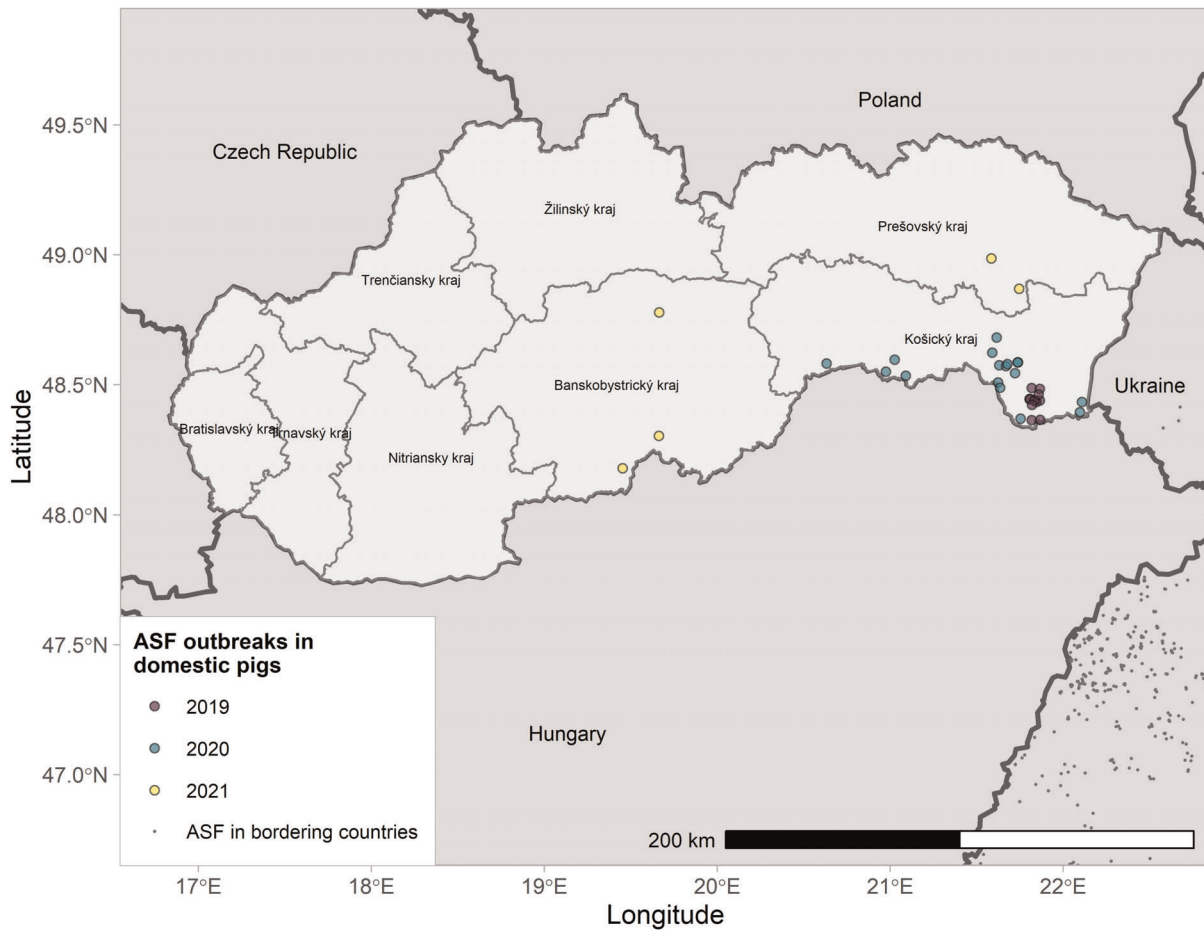 Poland
49.5°N
Czech Republic
Žilinský kraj
Prešovský kraj
49.0°N
Trenčiansky kraj
Košický kraj
48.5°N
Banskobystrický kraj
Ukraine
Bratislavský kraj
Trnavský kraj
Nitriansky kraj
Latitude
48.0°N
47.5°N
ASF outbreaks in
domestic pigs
2019
2020
2021
ASF in bordering countries
Hungary
47.0°N
200 km
17°E
18°E
19°E
20°E
21°E
22°E
Longitude